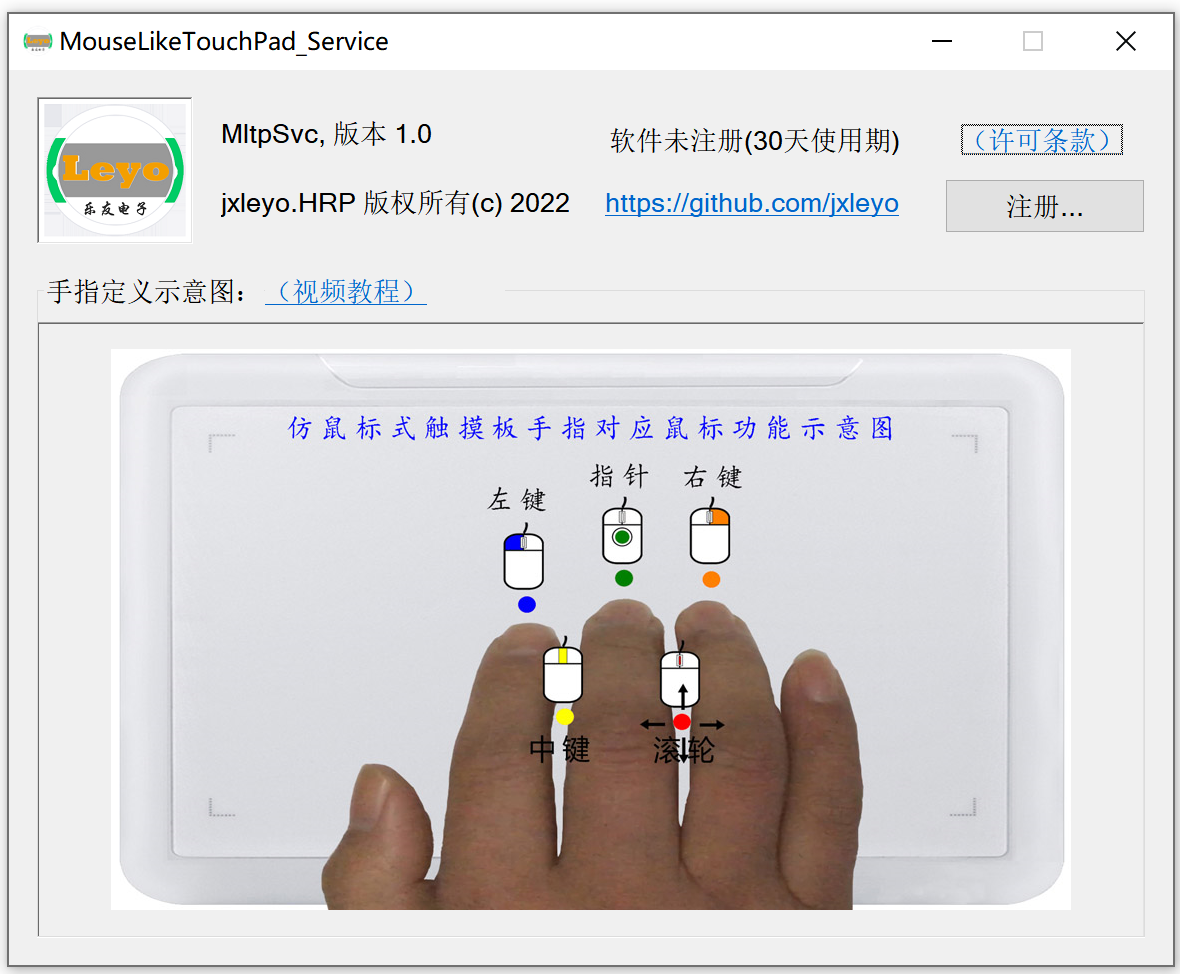 MouseLikeTouchPad_Service
Leyo
乐友电子
MltpSvc, 版本 1.0
软件未注册(30天使用期)
（许可条款）
jxleyo.HRP 版权所有(c) 2022
https://github.com/jxleyo
注册...
手指定义示意图：（视频教程）
仿鼠标式触摸板手指对应鼠标功能示意图
左键
指针
右键
中键
滚轮